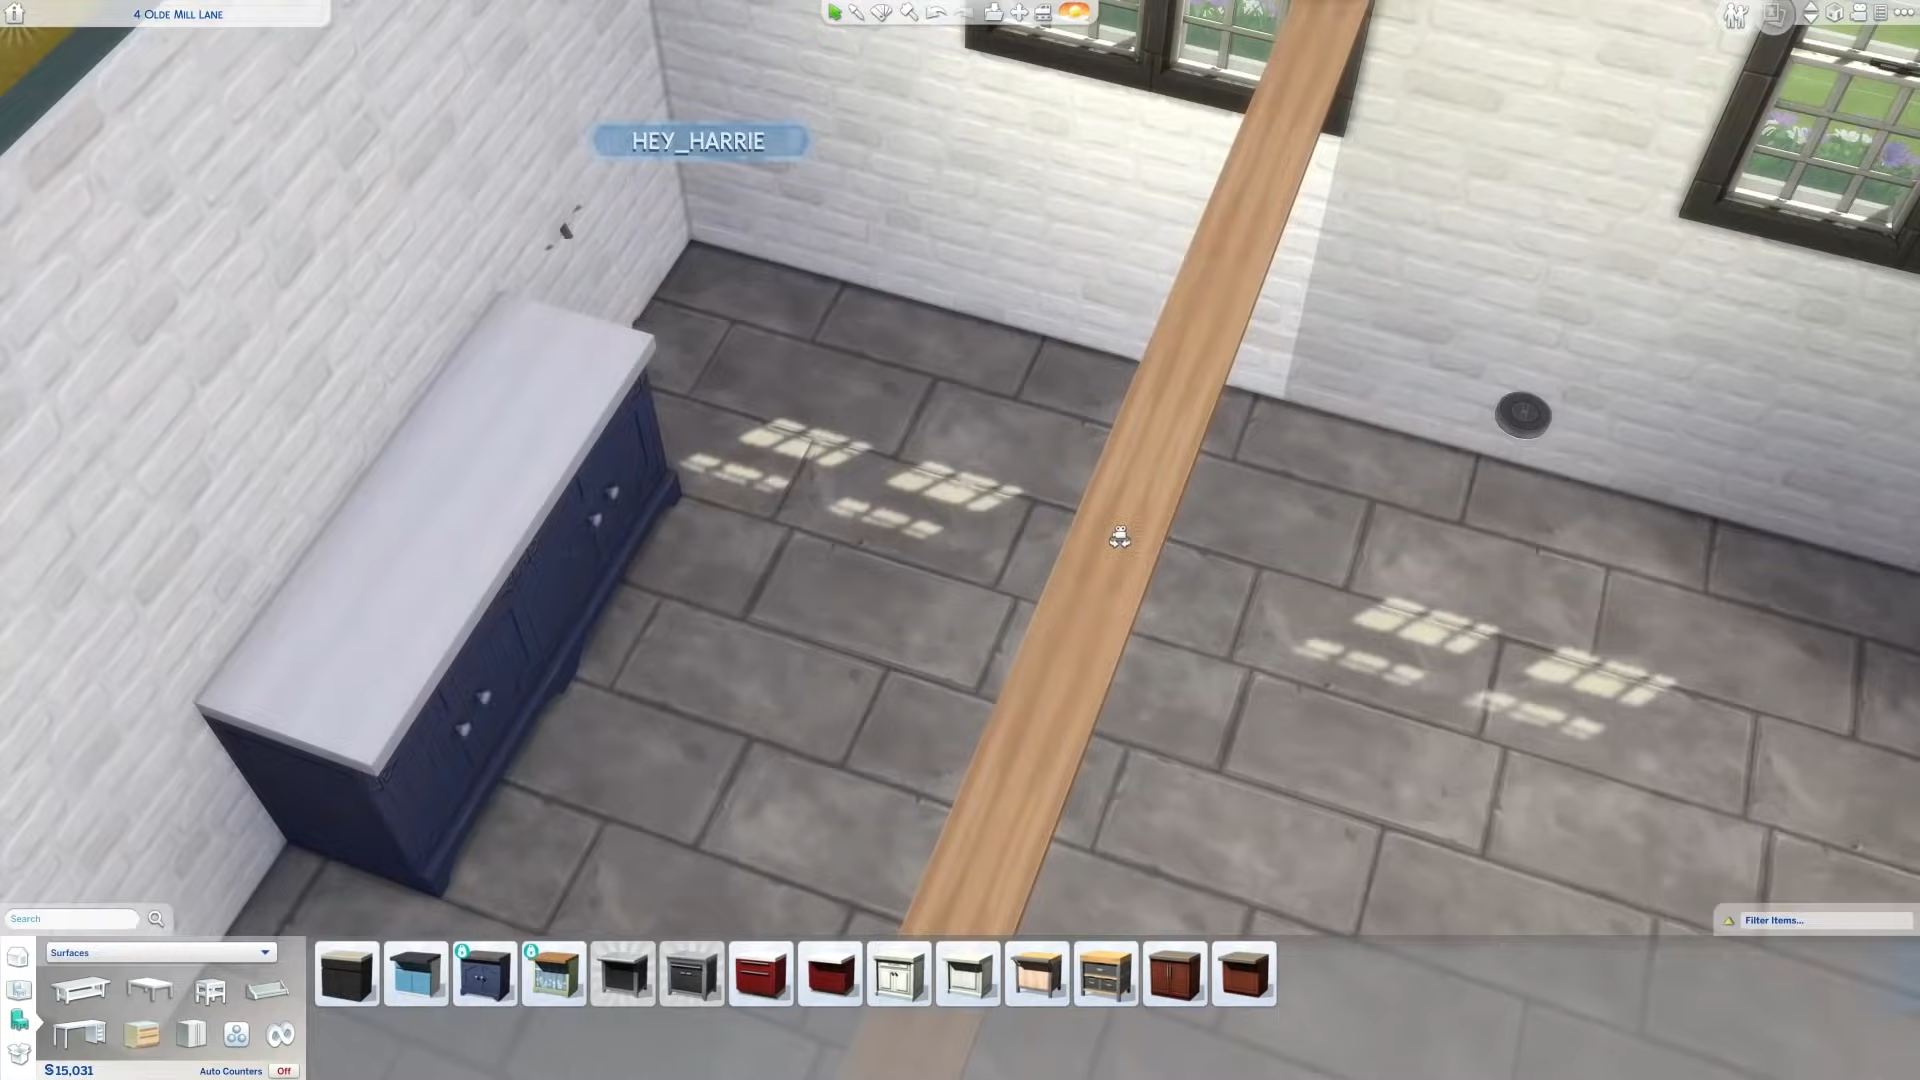 4 Olde Mill Lane
HEY_HARRIE
Search
Filter Items...
Surfaces
§15,031
Auto Counters Off